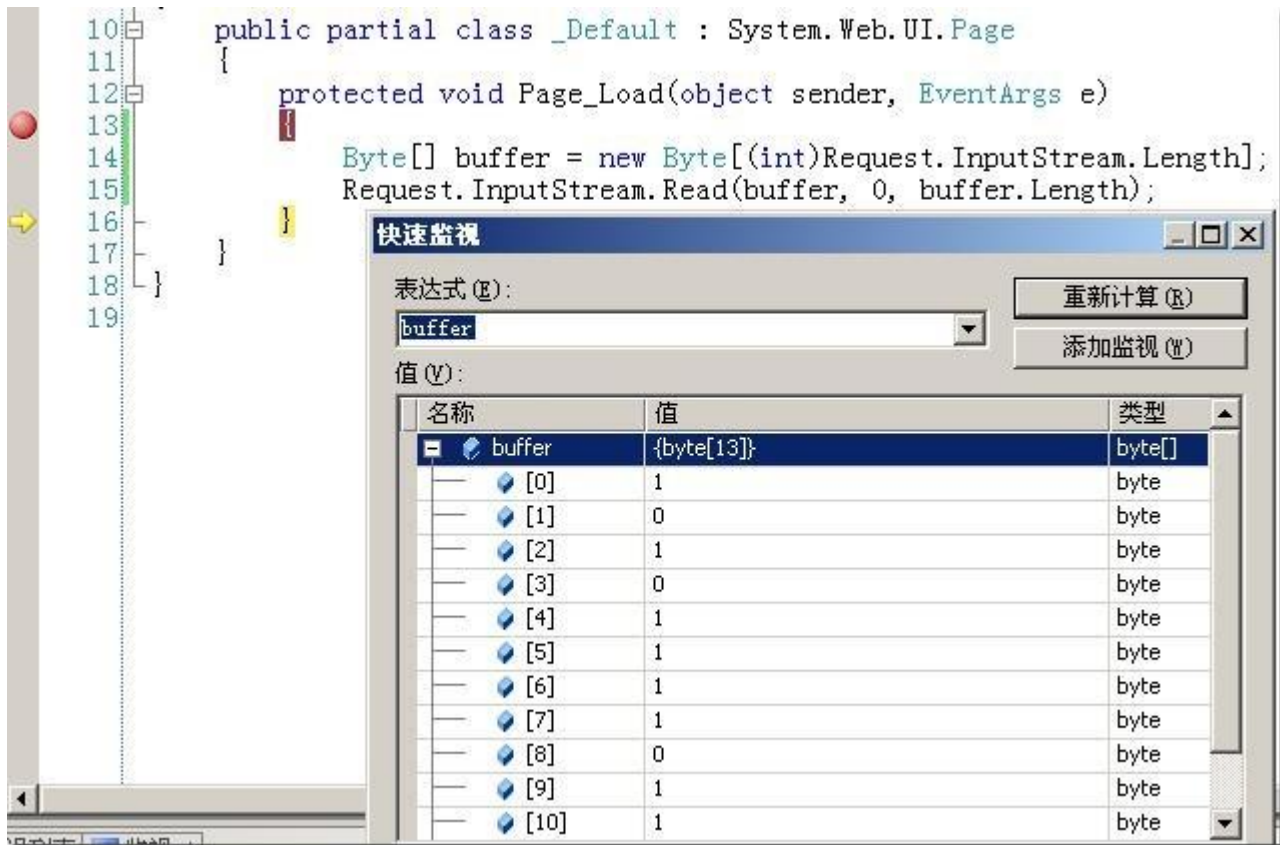 10 public partial class _Default : System.Web.UI.Page
11 {
12 protected void Page_Load(object sender, EventArgs e)
13 {
14 Byte[] buffer = new Byte[(int)Request.InputStream.Length];
15 Request.InputStream.Read(buffer, 0, buffer.Length);
16 }
17 }
18 }
19
快速监视
表达式(E):
重新计算(R)
buffer
添加监视(W)
值(V):
名称 值 类型
buffer {byte[13]} byte[]
[0] 1 byte
[1] 0 byte
[2] 1 byte
[3] 0 byte
[4] 1 byte
[5] 1 byte
[6] 1 byte
[7] 1 byte
[8] 0 byte
[9] 1 byte
[10] 1 byte